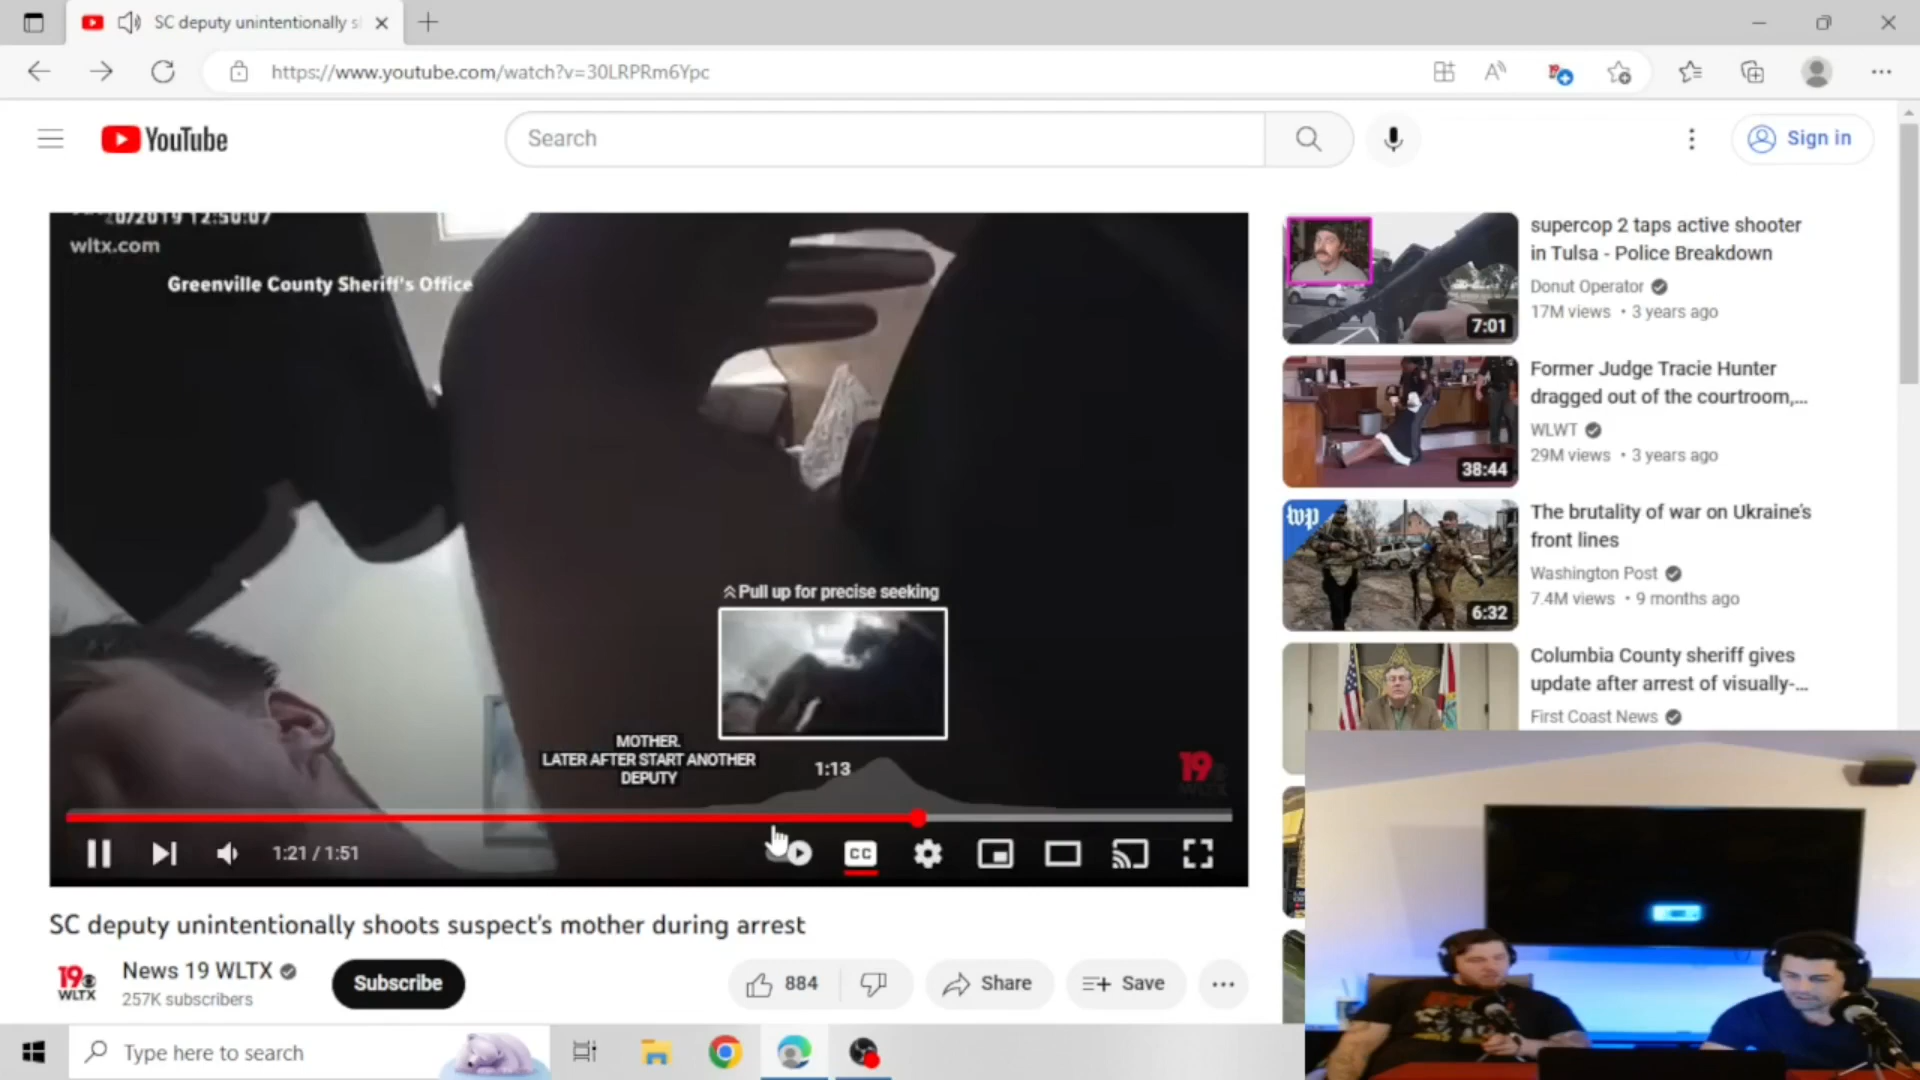 SC deputy unintentionally s
https://www.youtube.com/watch?v=30LRPRm6Ypc
YouTube
Search
Sign in
20/2019 12:50:07
wltx.com
Greenville County Sheriff's Office
Pull up for precise seeking
MOTHER.
LATER AFTER START ANOTHER
DEPUTY
1:13
19
WLTX
1:21 / 1:51
CC
SC deputy unintentionally shoots suspect's mother during arrest
19
WLTX
News 19 WLTX
257K subscribers
Subscribe
884
Share
Save
supercop 2 taps active shooter
in Tulsa - Police Breakdown
Donut Operator
17M views • 3 years ago
7:01
Former Judge Tracie Hunter
dragged out of the courtroom,...
WLWT
29M views • 3 years ago
38:44
wp
The brutality of war on Ukraine's
front lines
Washington Post
7.4M views • 9 months ago
6:32
Columbia County sheriff gives
update after arrest of visually-...
First Coast News
Type here to search